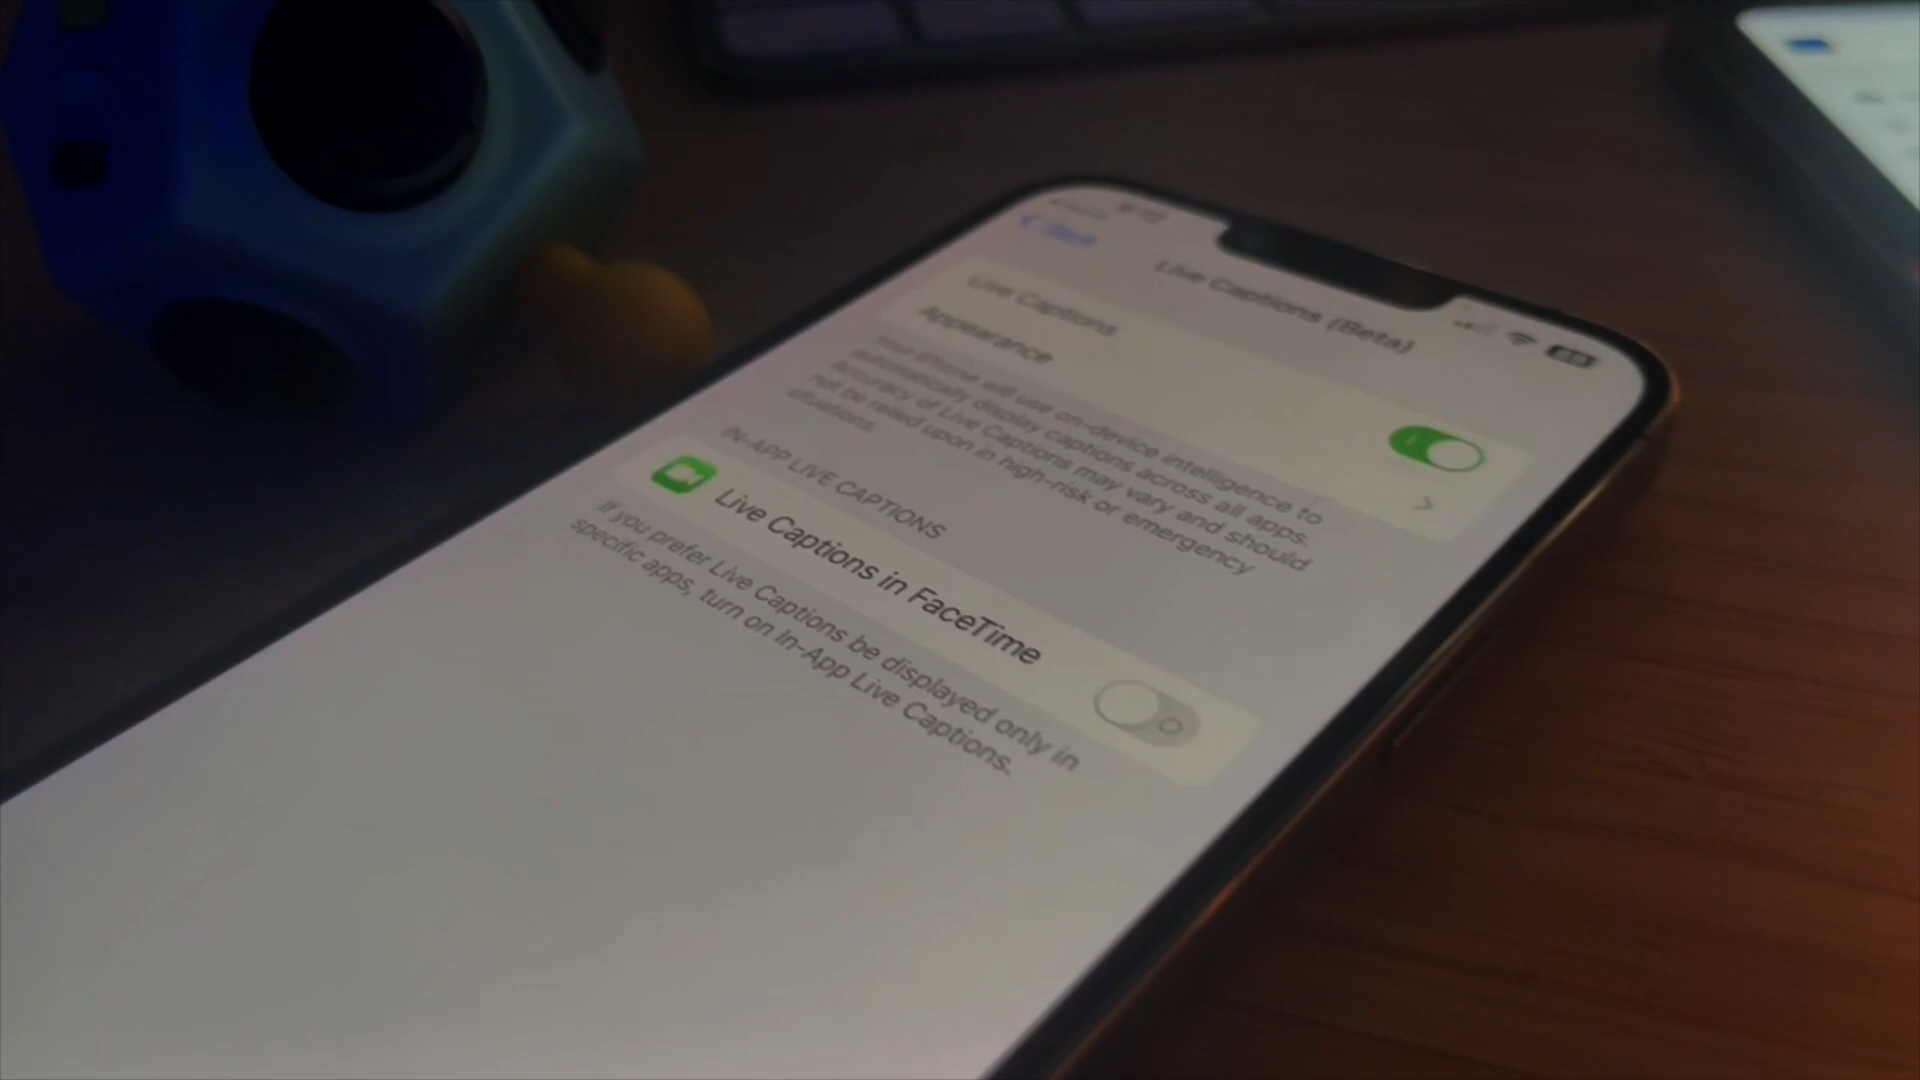 Live Captions (Beta)
Live Captions
Appearance
Your iPhone will use on-device intelligence to
automatically display captions across all apps.
Accuracy of Live Captions may vary and should
not be relied upon in high-risk or emergency
situations.
IN-APP LIVE CAPTIONS
Live Captions in FaceTime
If you prefer Live Captions be displayed only in
specific apps, turn on In-App Live Captions.